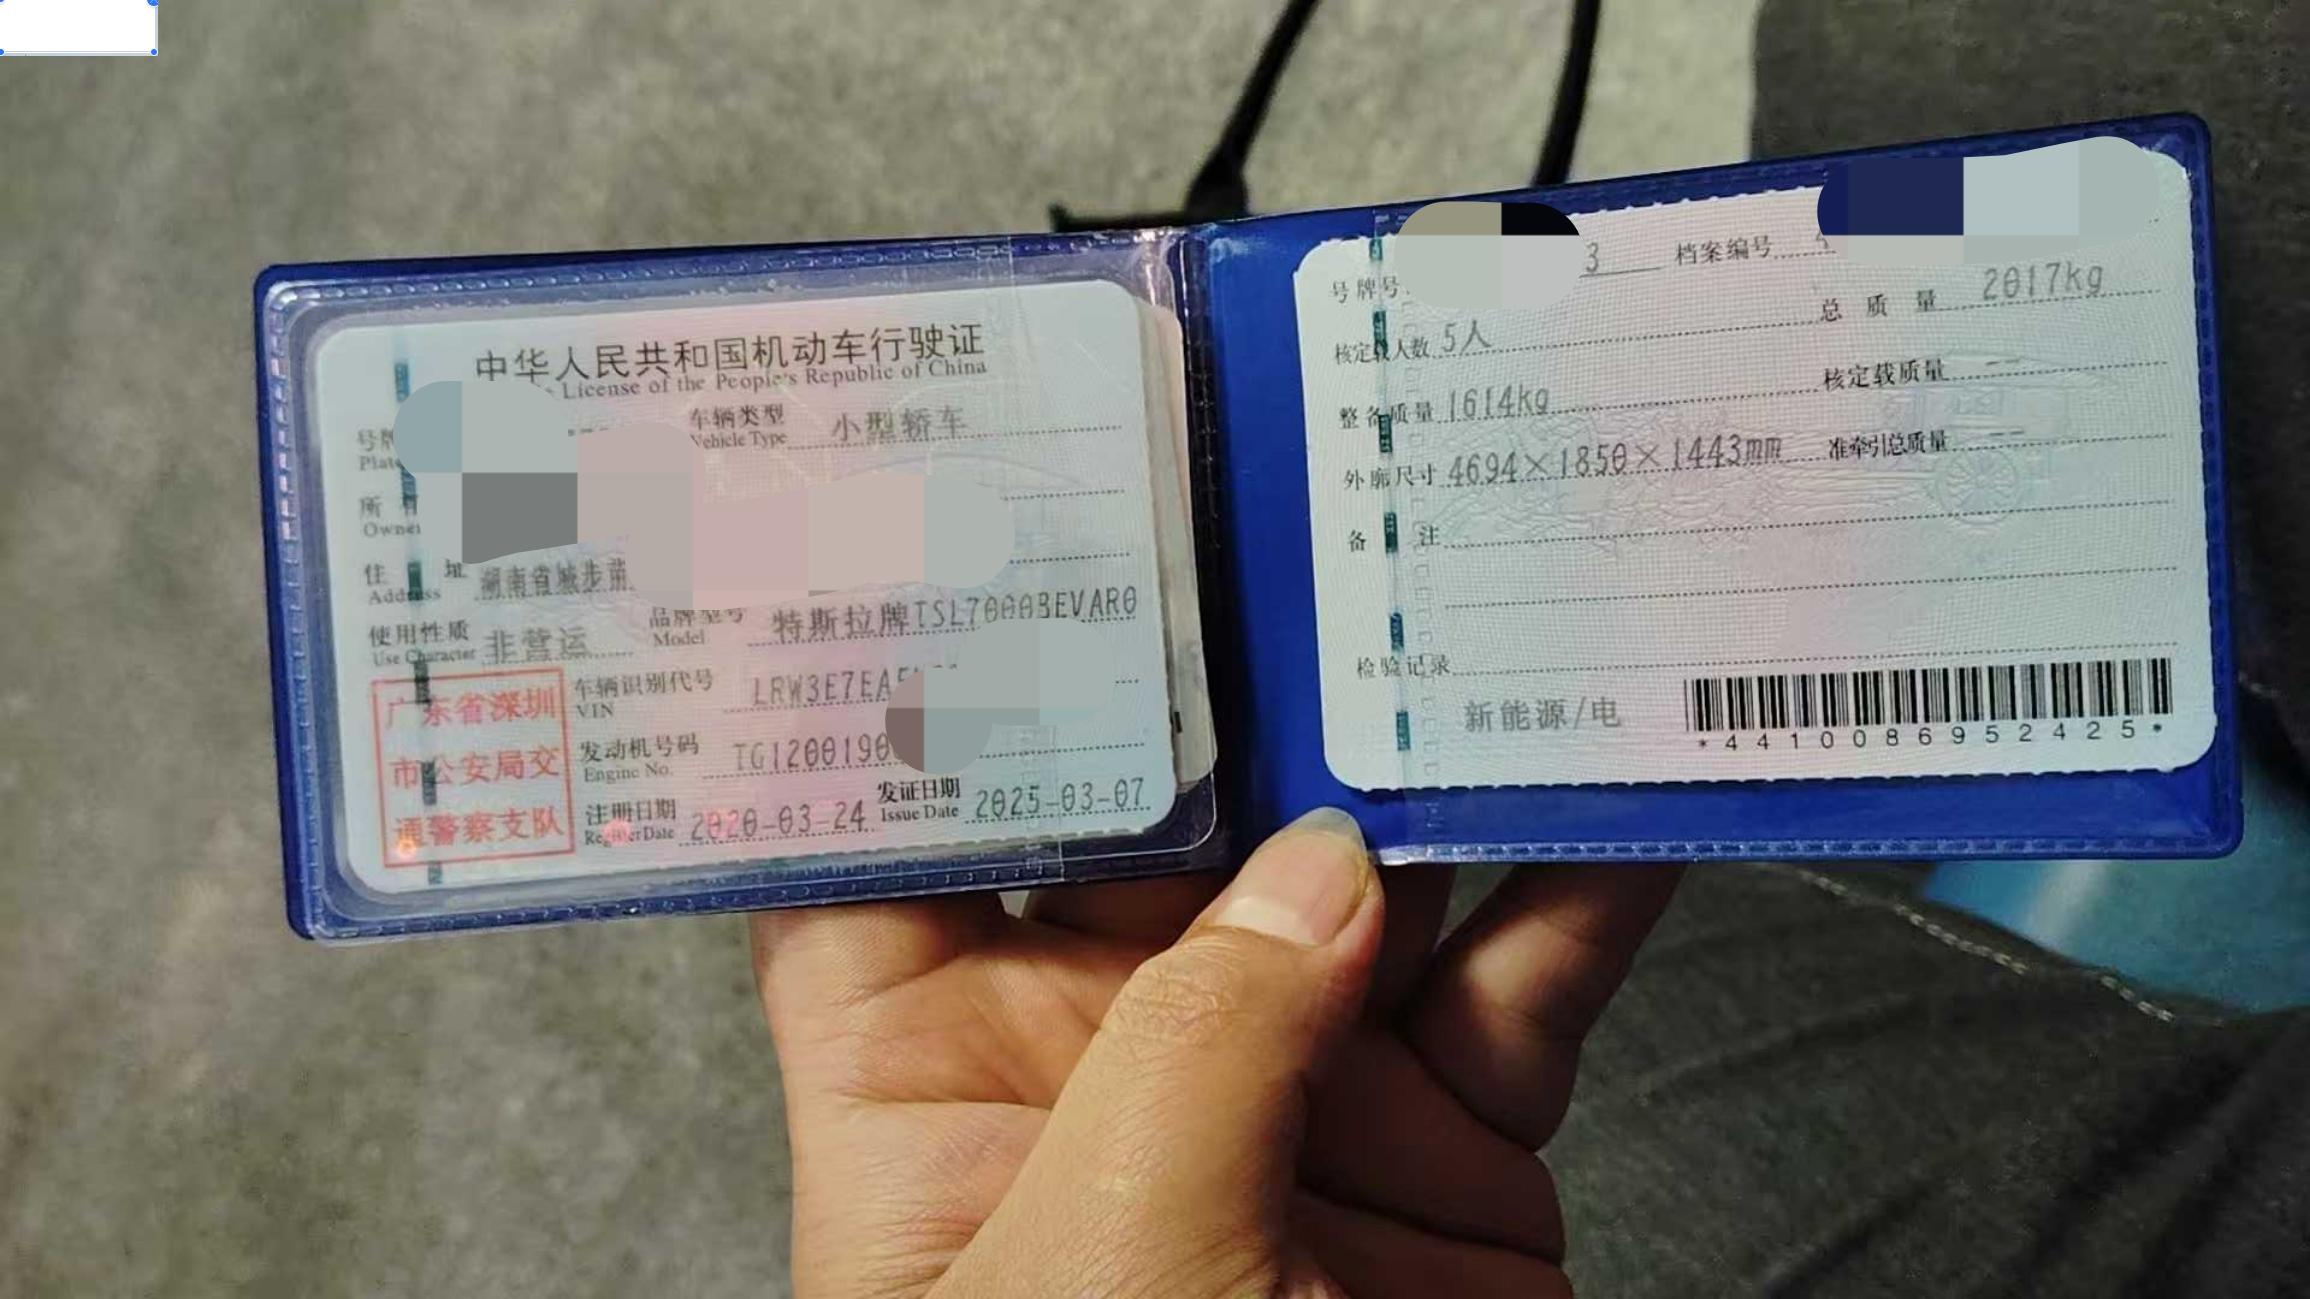 中华人民共和国机动车行驶证
License of the People's Republic of China
号牌
Plate
车辆类型 小型轿车
Vehicle Type
所
Owner
住 址 湖南省城步苗
Address
使用性质 非营运
Use Character
品牌型号 特斯拉牌TSL7000BEVAR0
Model
广东省深圳
市公安局交
通警察支队
车辆识别代号 LRW3E7EA
VIN
发动机号码 TG1200190
Engine No.
注册日期 2020-03-24
Register Date
发证日期 2025-03-07
Issue Date
号牌号 3 档案编号
核定载人数 5人 总质量 2017kg
整备质量 1614kg 核定载质量 --
外廓尺寸 4694×1850×1443mm 准牵引总质量 --
备 注
检验记录
新能源/电
*4410086952425*